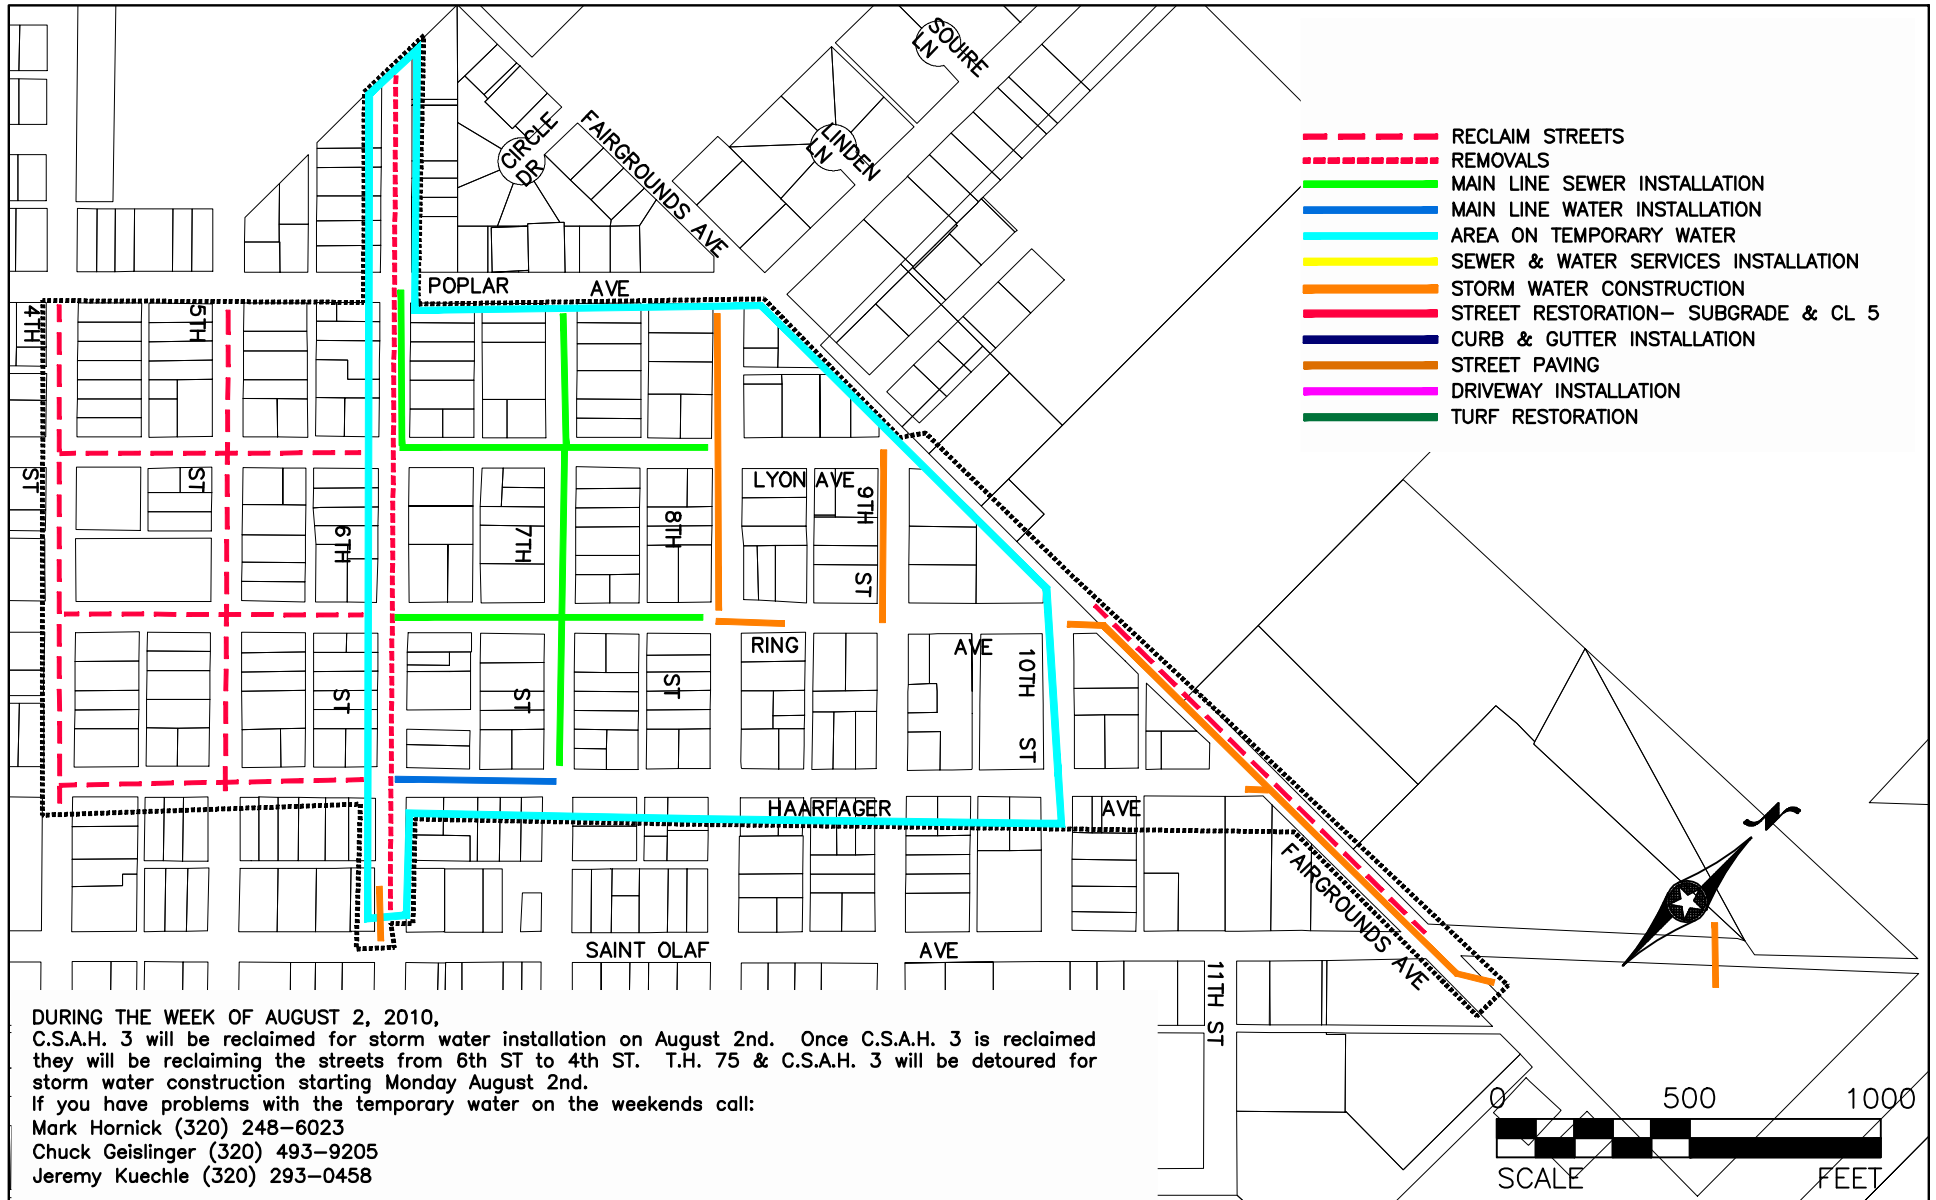 SQUIRE
LN
CIRCLE
DR
FAIRGROUNDS AVE
LINDEN
LN
RECLAIM STREETS
REMOVALS
MAIN LINE SEWER INSTALLATION
MAIN LINE WATER INSTALLATION
AREA ON TEMPORARY WATER
SEWER & WATER SERVICES INSTALLATION
STORM WATER CONSTRUCTION
STREET RESTORATION- SUBGRADE & CL 5
CURB & GUTTER INSTALLATION
STREET PAVING
DRIVEWAY INSTALLATION
TURF RESTORATION
POPLAR AVE
4TH ST
5TH ST
6TH ST
7TH ST
8TH ST
LYON AVE
9TH ST
RING AVE
10TH ST
HAARFAGER AVE
FAIRGROUNDS AVE
SAINT OLAF AVE
11TH ST
N
DURING THE WEEK OF AUGUST 2, 2010,
C.S.A.H. 3 will be reclaimed for storm water installation on August 2nd. Once C.S.A.H. 3 is reclaimed
they will be reclaiming the streets from 6th ST to 4th ST. T.H. 75 & C.S.A.H. 3 will be detoured for
storm water construction starting Monday August 2nd.
If you have problems with the temporary water on the weekends call:
Mark Hornick (320) 248-6023
Chuck Geislinger (320) 493-9205
Jeremy Kuechle (320) 293-0458
0 500 1000
SCALE FEET